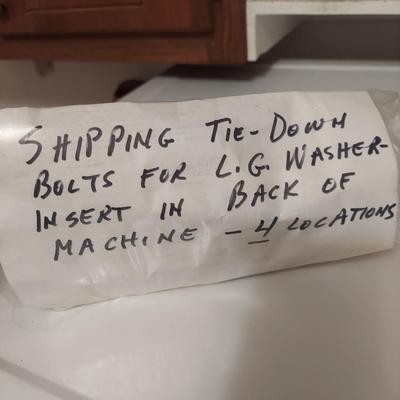 SHIPPING TIE-DOWN
BOLTS FOR L.G. WASHER-
INSERT IN BACK OF
MACHINE - 4 LOCATIONS